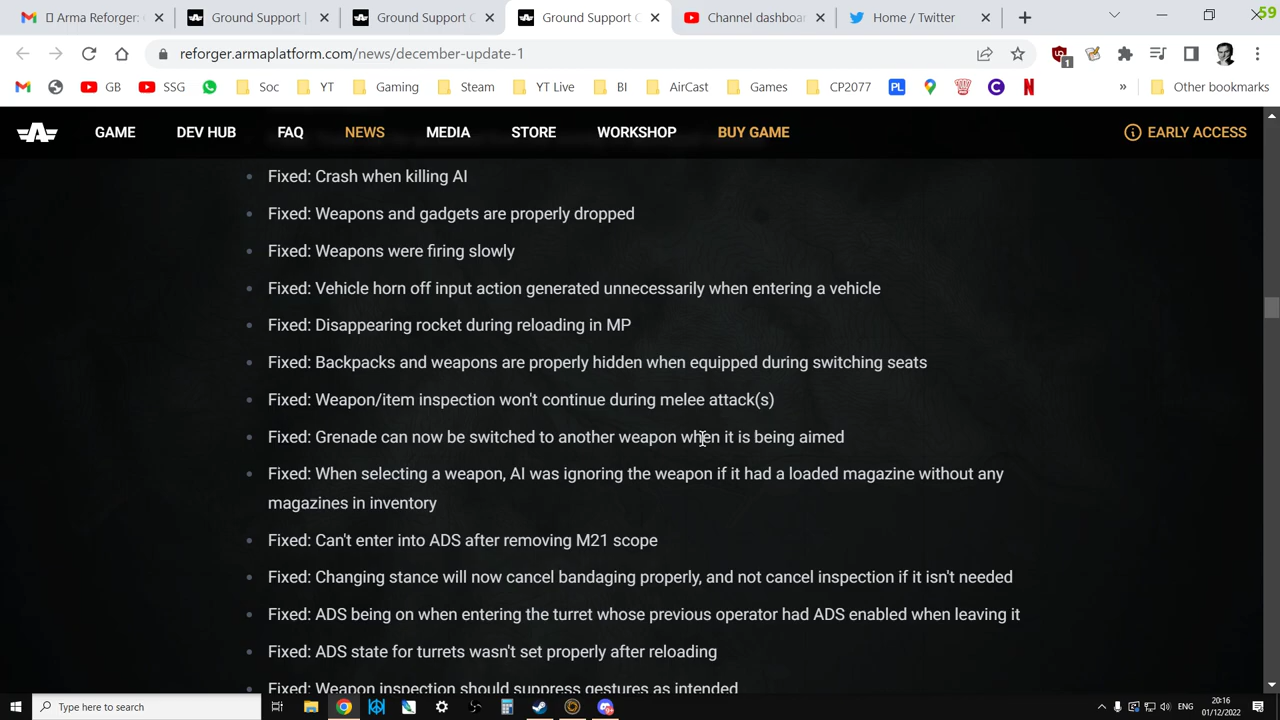 Arma Reforger:
Ground Support
Ground Support
Ground Support
Channel dashboa
Home / Twitter
59
reforger.armaplatform.com/news/december-update-1
1
GB
SSG
Soc
YT
Gaming
Steam
YT Live
BI
AirCast
Games
CP2077
PL
»
Other bookmarks
GAME
DEV HUB
FAQ
NEWS
MEDIA
STORE
WORKSHOP
BUY GAME
EARLY ACCESS
Fixed: Crash when killing AI
Fixed: Weapons and gadgets are properly dropped
Fixed: Weapons were firing slowly
Fixed: Vehicle horn off input action generated unnecessarily when entering a vehicle
Fixed: Disappearing rocket during reloading in MP
Fixed: Backpacks and weapons are properly hidden when equipped during switching seats
Fixed: Weapon/item inspection won't continue during melee attack(s)
Fixed: Grenade can now be switched to another weapon when it is being aimed
Fixed: When selecting a weapon, AI was ignoring the weapon if it had a loaded magazine without any
magazines in inventory
Fixed: Can't enter into ADS after removing M21 scope
Fixed: Changing stance will now cancel bandaging properly, and not cancel inspection if it isn't needed
Fixed: ADS being on when entering the turret whose previous operator had ADS enabled when leaving it
Fixed: ADS state for turrets wasn't set properly after reloading
Fixed: Weapon inspection should suppress gestures as intended
Type here to search
ENG
20:16
01/12/2022